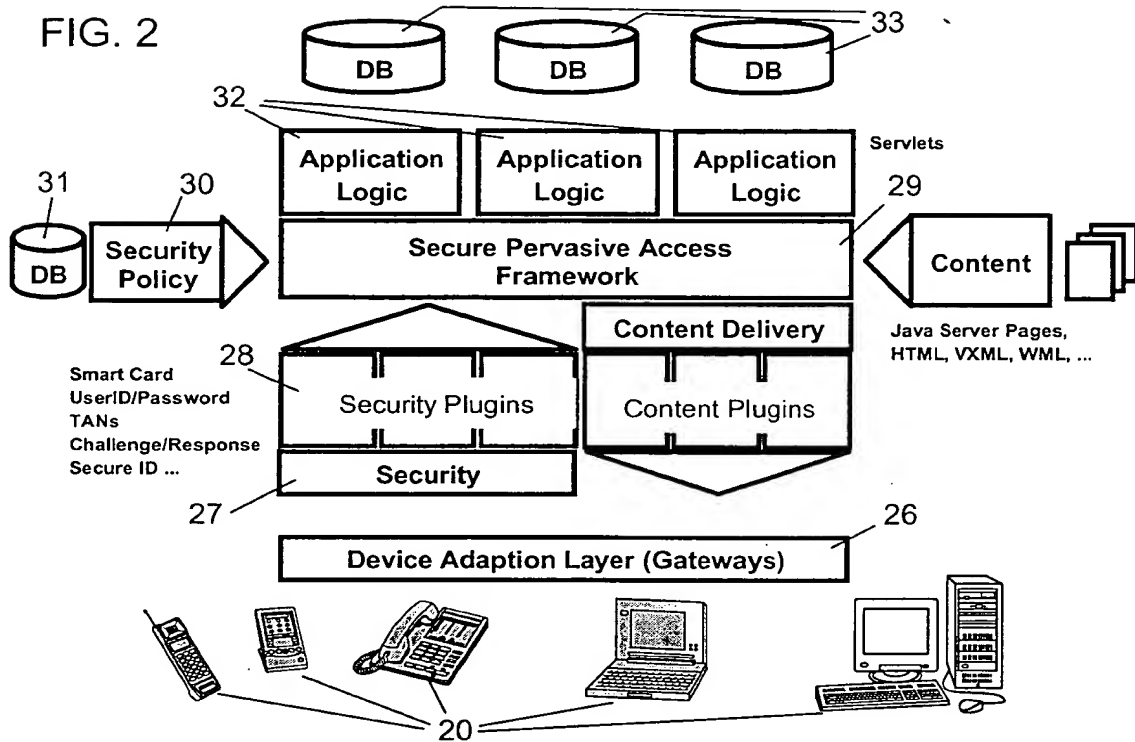 FIG. 2
33
DB
DB
DB
32
Application
Logic
Application
Logic
Application
Logic
Servlets
31
30
29
DB
Security
Policy
Secure Pervasive Access
Framework
Content
Content Delivery
Java Server Pages,
HTML, VXML, WML, ...
28
Smart Card
UserID/Password
TANs
Challenge/Response
Secure ID ...
Security Plugins
Content Plugins
Security
27
26
Device Adaption Layer (Gateways)
20